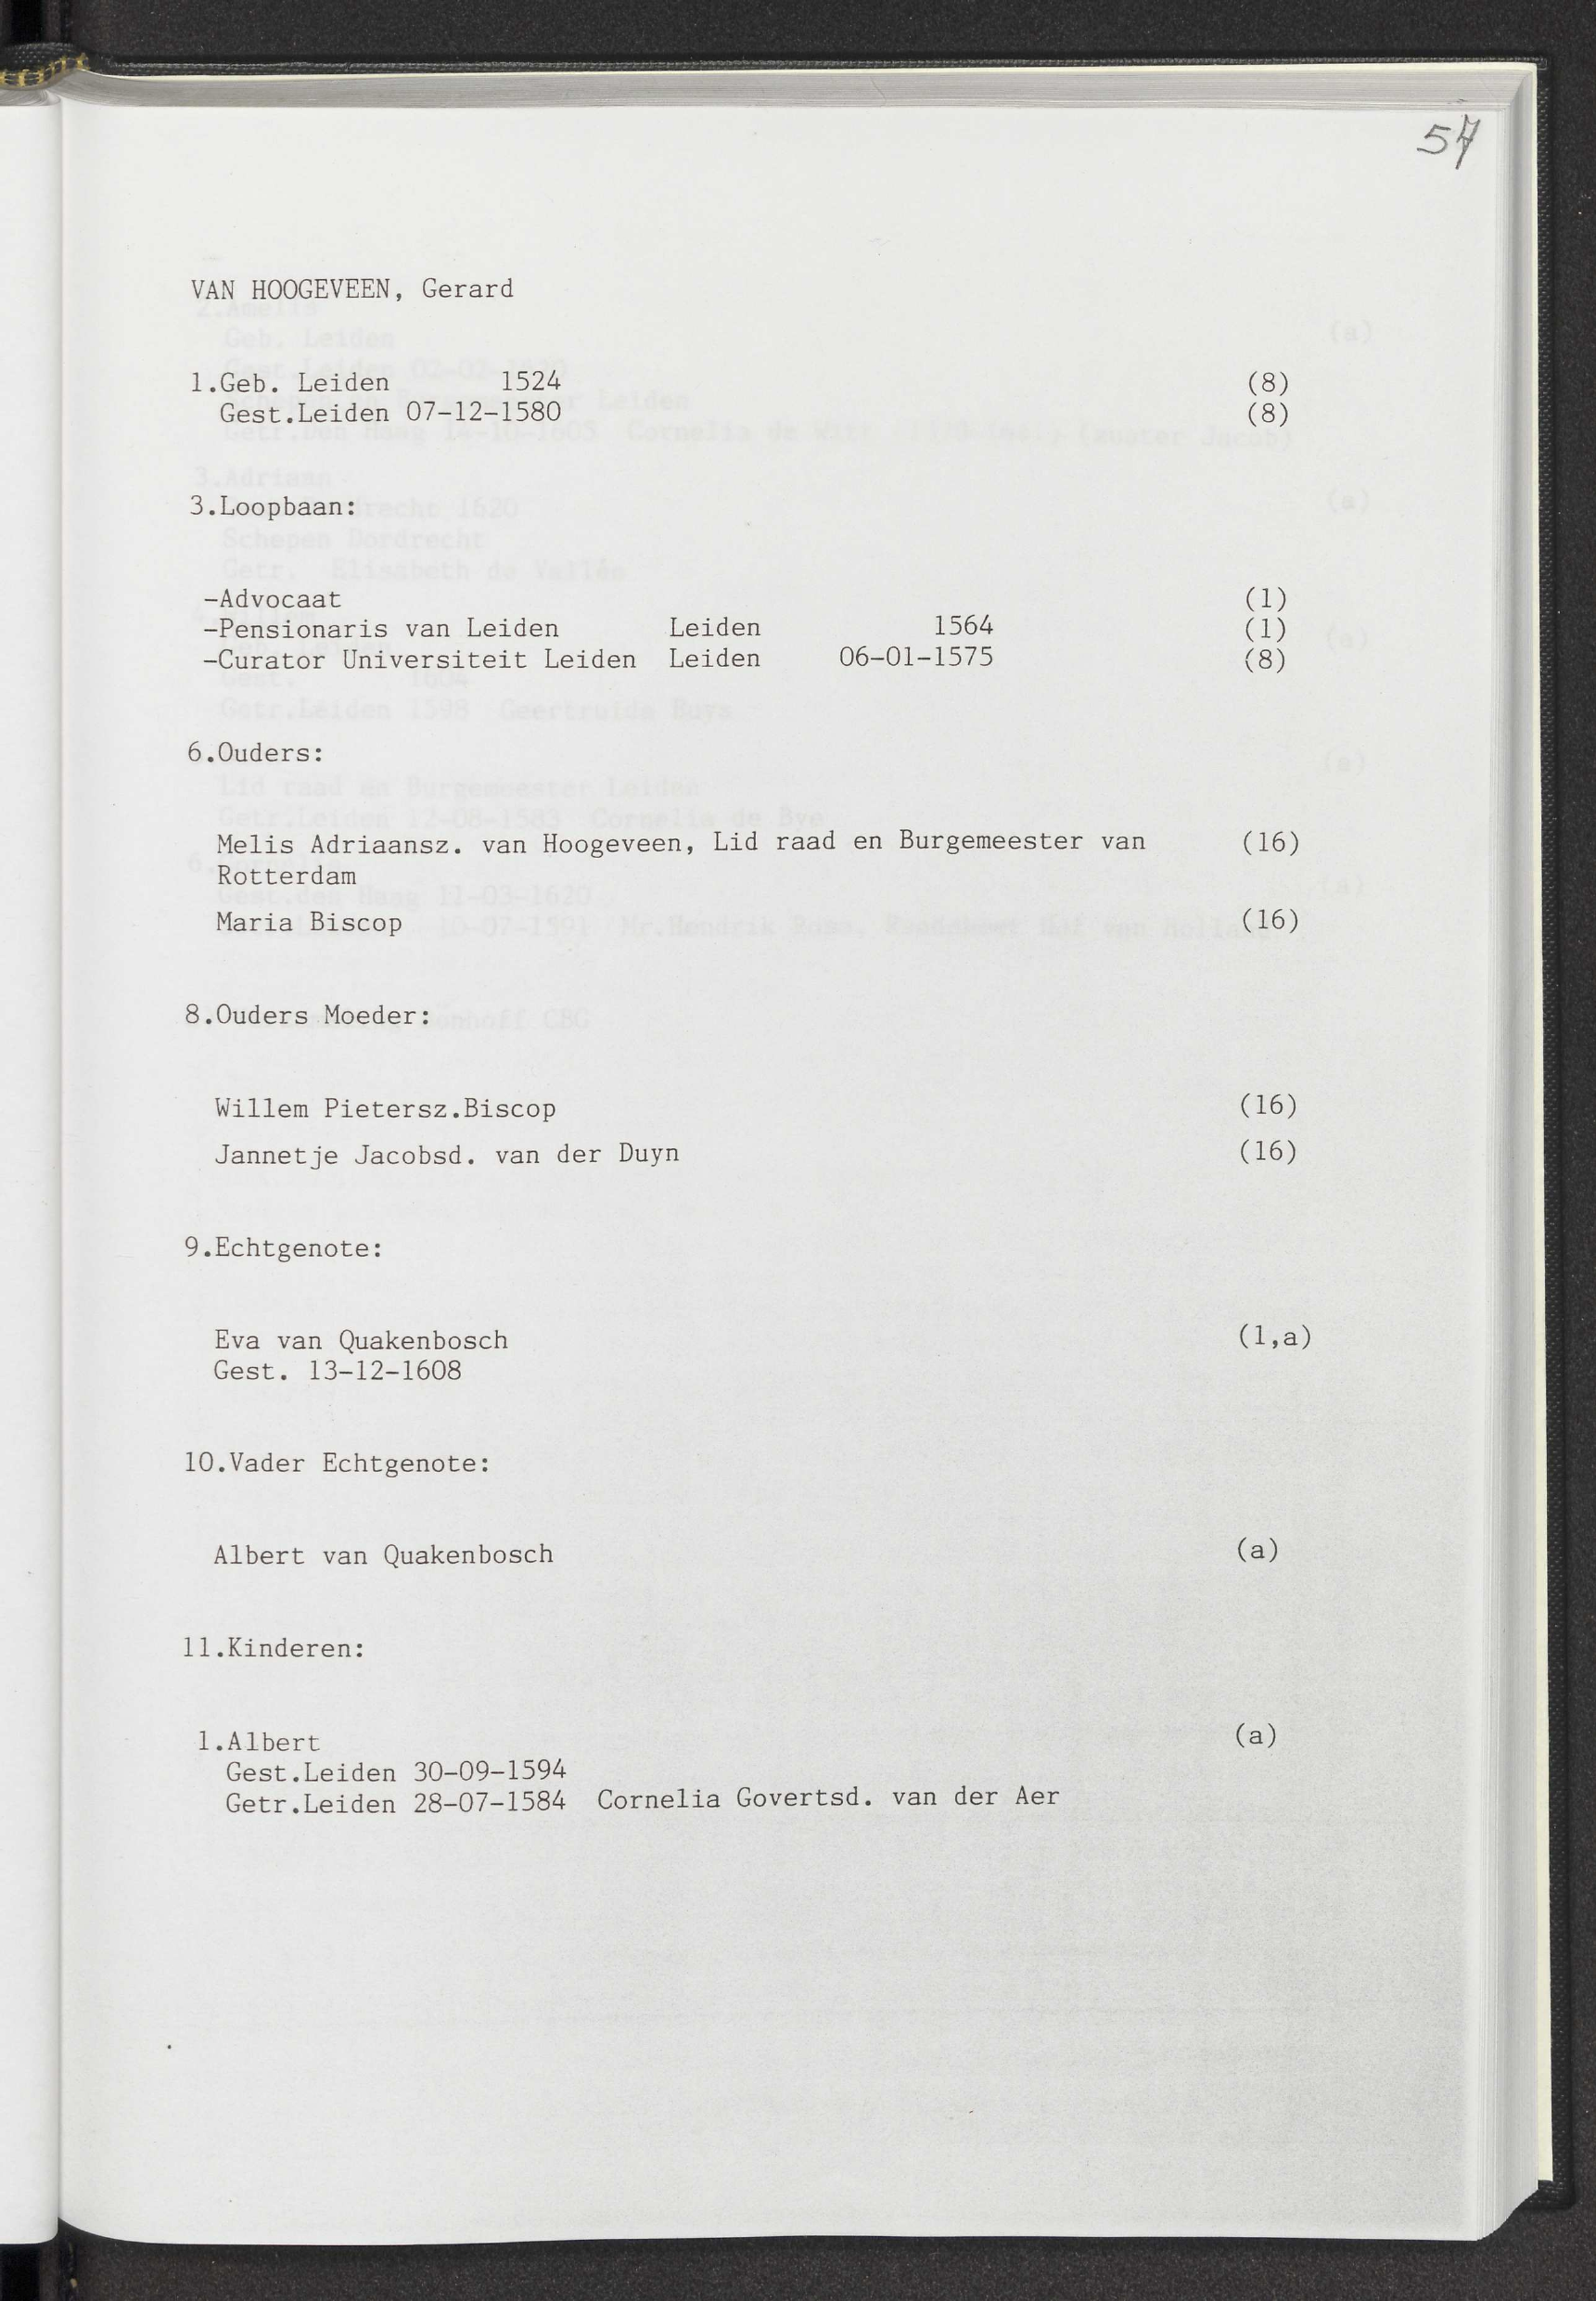 57
VAN HOOGEVEEN, Gerard
1.Geb. Leiden 1524 (8)
Gest.Leiden 07-12-1580 (8)
3.Loopbaan:
-Advocaat (1)
-Pensionaris van Leiden Leiden 1564 (1)
-Curator Universiteit Leiden Leiden 06-01-1575 (8)
6.Ouders:
Melis Adriaansz. van Hoogeveen, Lid raad en Burgemeester van (16)
Rotterdam
Maria Biscop (16)
8.Ouders Moeder:
Willem Pietersz.Biscop (16)
Jannetje Jacobsd. van der Duyn (16)
9.Echtgenote:
Eva van Quakenbosch (1,a)
Gest. 13-12-1608
10.Vader Echtgenote:
Albert van Quakenbosch (a)
11.Kinderen:
1.Albert (a)
Gest.Leiden 30-09-1594
Getr.Leiden 28-07-1584 Cornelia Govertsd. van der Aer